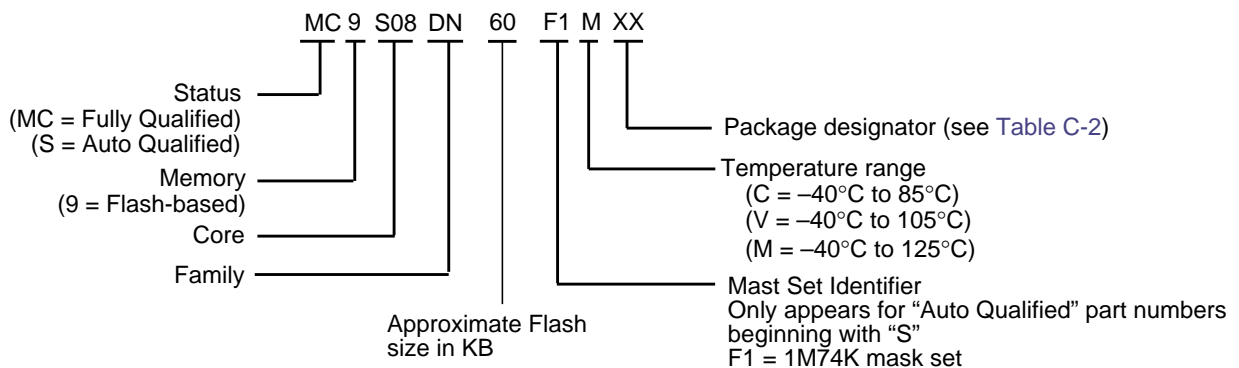 MC 9 S08 DN 60 F1 M XX
Status
(MC = Fully Qualified)
(S = Auto Qualified)
Memory
(9 = Flash-based)
Core
Family
Approximate Flash
size in KB
Package designator (see Table C-2)
Temperature range
(C = –40°C to 85°C)
(V = –40°C to 105°C)
(M = –40°C to 125°C)
Mast Set Identifier
Only appears for “Auto Qualified” part numbers
beginning with “S”
F1 = 1M74K mask set